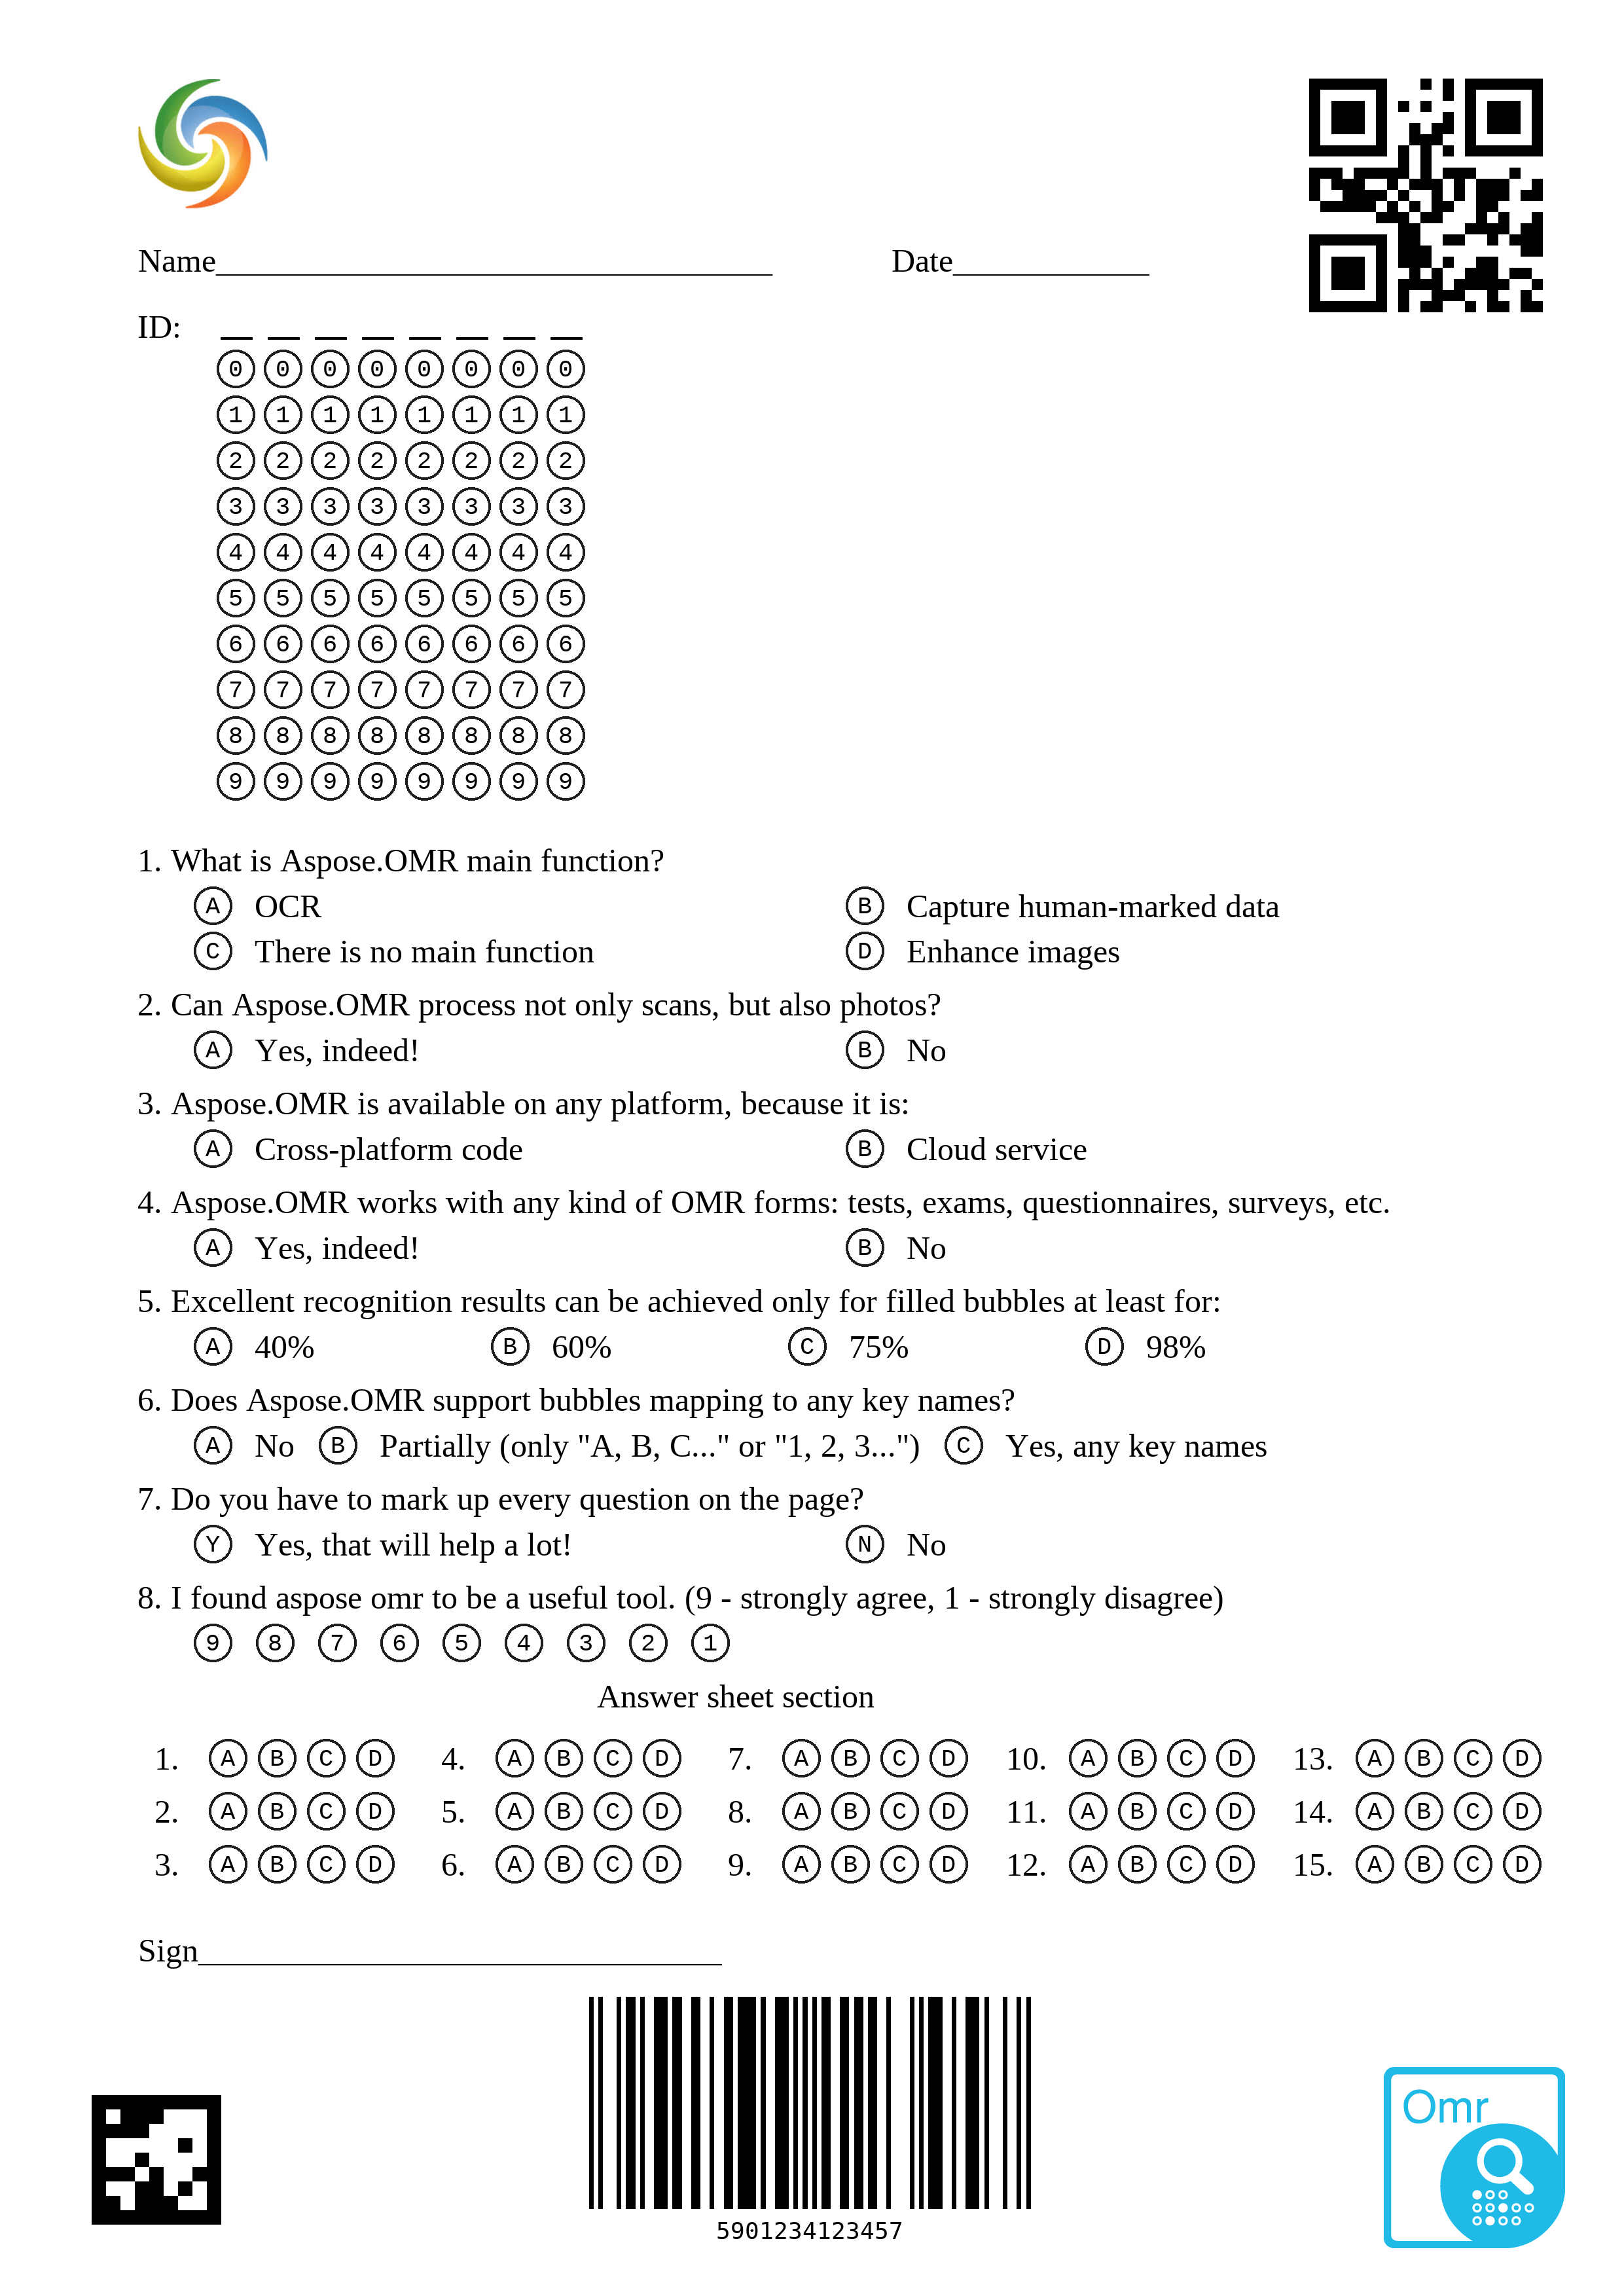 Name__________________________________ Date____________
ID: _ _ _ _ _ _ _ _
0 0 0 0 0 0 0 0
1 1 1 1 1 1 1 1
2 2 2 2 2 2 2 2
3 3 3 3 3 3 3 3
4 4 4 4 4 4 4 4
5 5 5 5 5 5 5 5
6 6 6 6 6 6 6 6
7 7 7 7 7 7 7 7
8 8 8 8 8 8 8 8
9 9 9 9 9 9 9 9
1. What is Aspose.OMR main function?
A OCR B Capture human-marked data
C There is no main function D Enhance images
2. Can Aspose.OMR process not only scans, but also photos?
A Yes, indeed! B No
3. Aspose.OMR is available on any platform, because it is:
A Cross-platform code B Cloud service
4. Aspose.OMR works with any kind of OMR forms: tests, exams, questionnaires, surveys, etc.
A Yes, indeed! B No
5. Excellent recognition results can be achieved only for filled bubbles at least for:
A 40% B 60% C 75% D 98%
6. Does Aspose.OMR support bubbles mapping to any key names?
A No B Partially (only "A, B, C..." or "1, 2, 3...") C Yes, any key names
7. Do you have to mark up every question on the page?
Y Yes, that will help a lot! N No
8. I found aspose omr to be a useful tool. (9 - strongly agree, 1 - strongly disagree)
9 8 7 6 5 4 3 2 1
Answer sheet section
1. A B C D 4. A B C D 7. A B C D 10. A B C D 13. A B C D
2. A B C D 5. A B C D 8. A B C D 11. A B C D 14. A B C D
3. A B C D 6. A B C D 9. A B C D 12. A B C D 15. A B C D
Sign________________________________
Omr
5901234123457